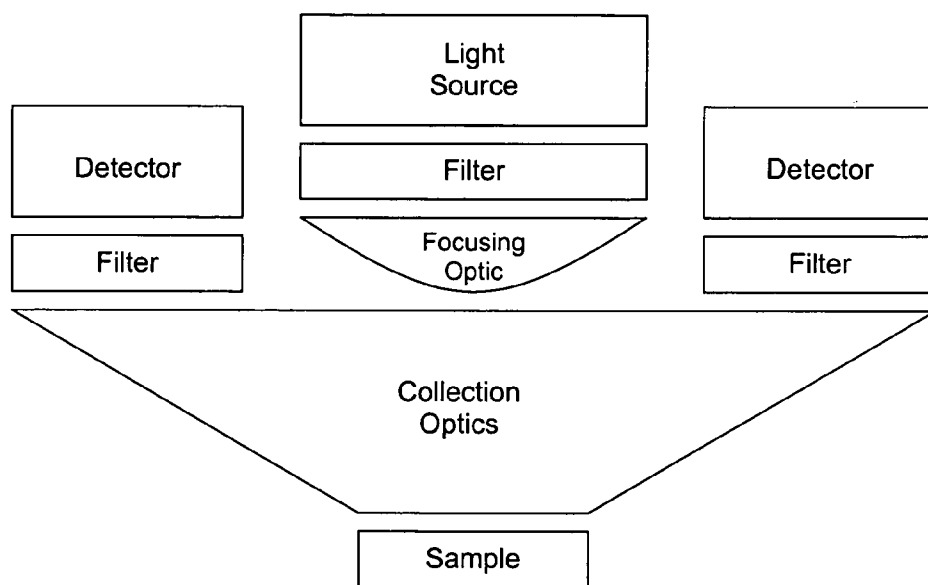 Light
Source
Detector
Filter
Detector
Filter
Focusing
Optic
Filter
Collection
Optics
Sample